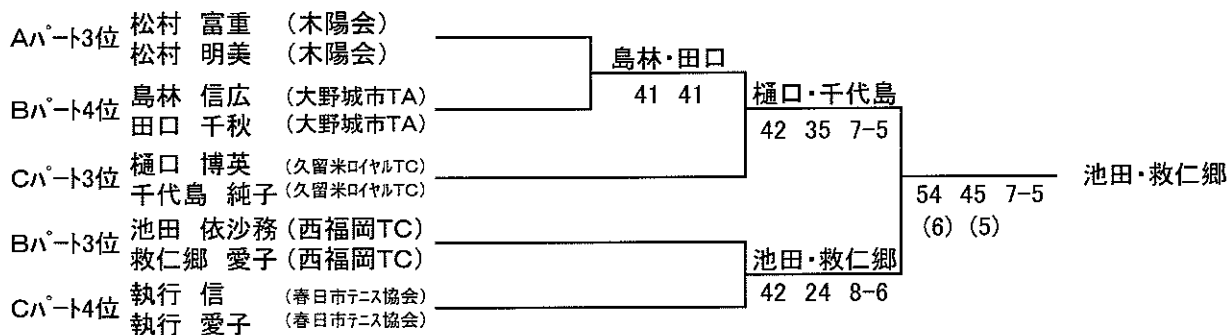 Aパート3位 松村 富重 (木陽会)
松村 明美 (木陽会)
Bパート4位 島林 信広 (大野城市TA)
田口 千秋 (大野城市TA)
Cパート3位 樋口 博英 (久留米ロイヤルTC)
千代島 純子 (久留米ロイヤルTC)
Bパート3位 池田 依沙務 (西福岡TC)
救仁郷 愛子 (西福岡TC)
Cパート4位 執行 信 (春日市テニス協会)
執行 愛子 (春日市テニス協会)
島林・田口
41 41
樋口・千代島
42 35 7-5
池田・救仁郷
42 24 8-6
54 45 7-5
(6) (5)
池田・救仁郷